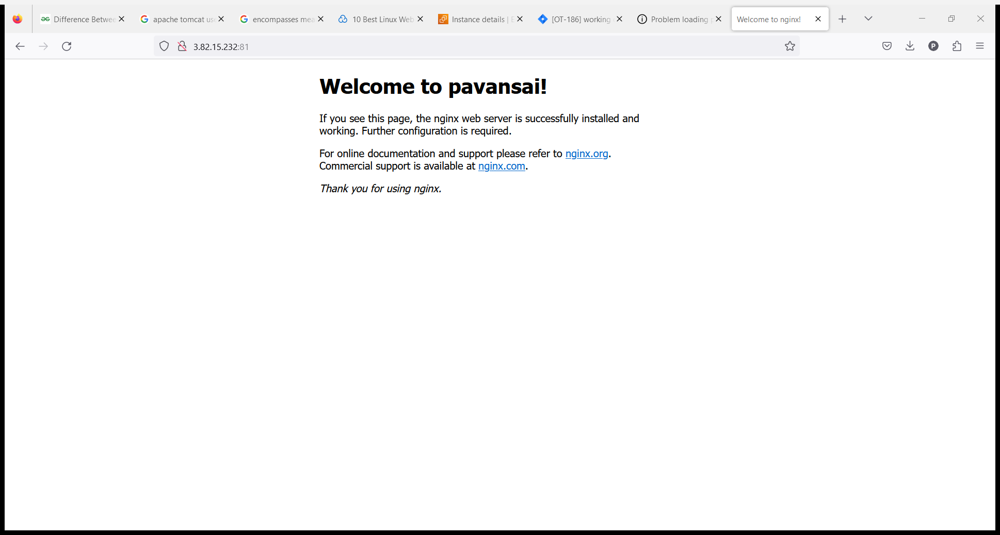 Difference Betwee
apache tomcat use
encompasses mea
10 Best Linux Web
Instance details | E
[OT-186] working
Problem loading p
Welcome to nginx!
3.82.15.232:81
P
Welcome to pavansai!
If you see this page, the nginx web server is successfully installed and
working. Further configuration is required.
For online documentation and support please refer to nginx.org.
Commercial support is available at nginx.com.
Thank you for using nginx.